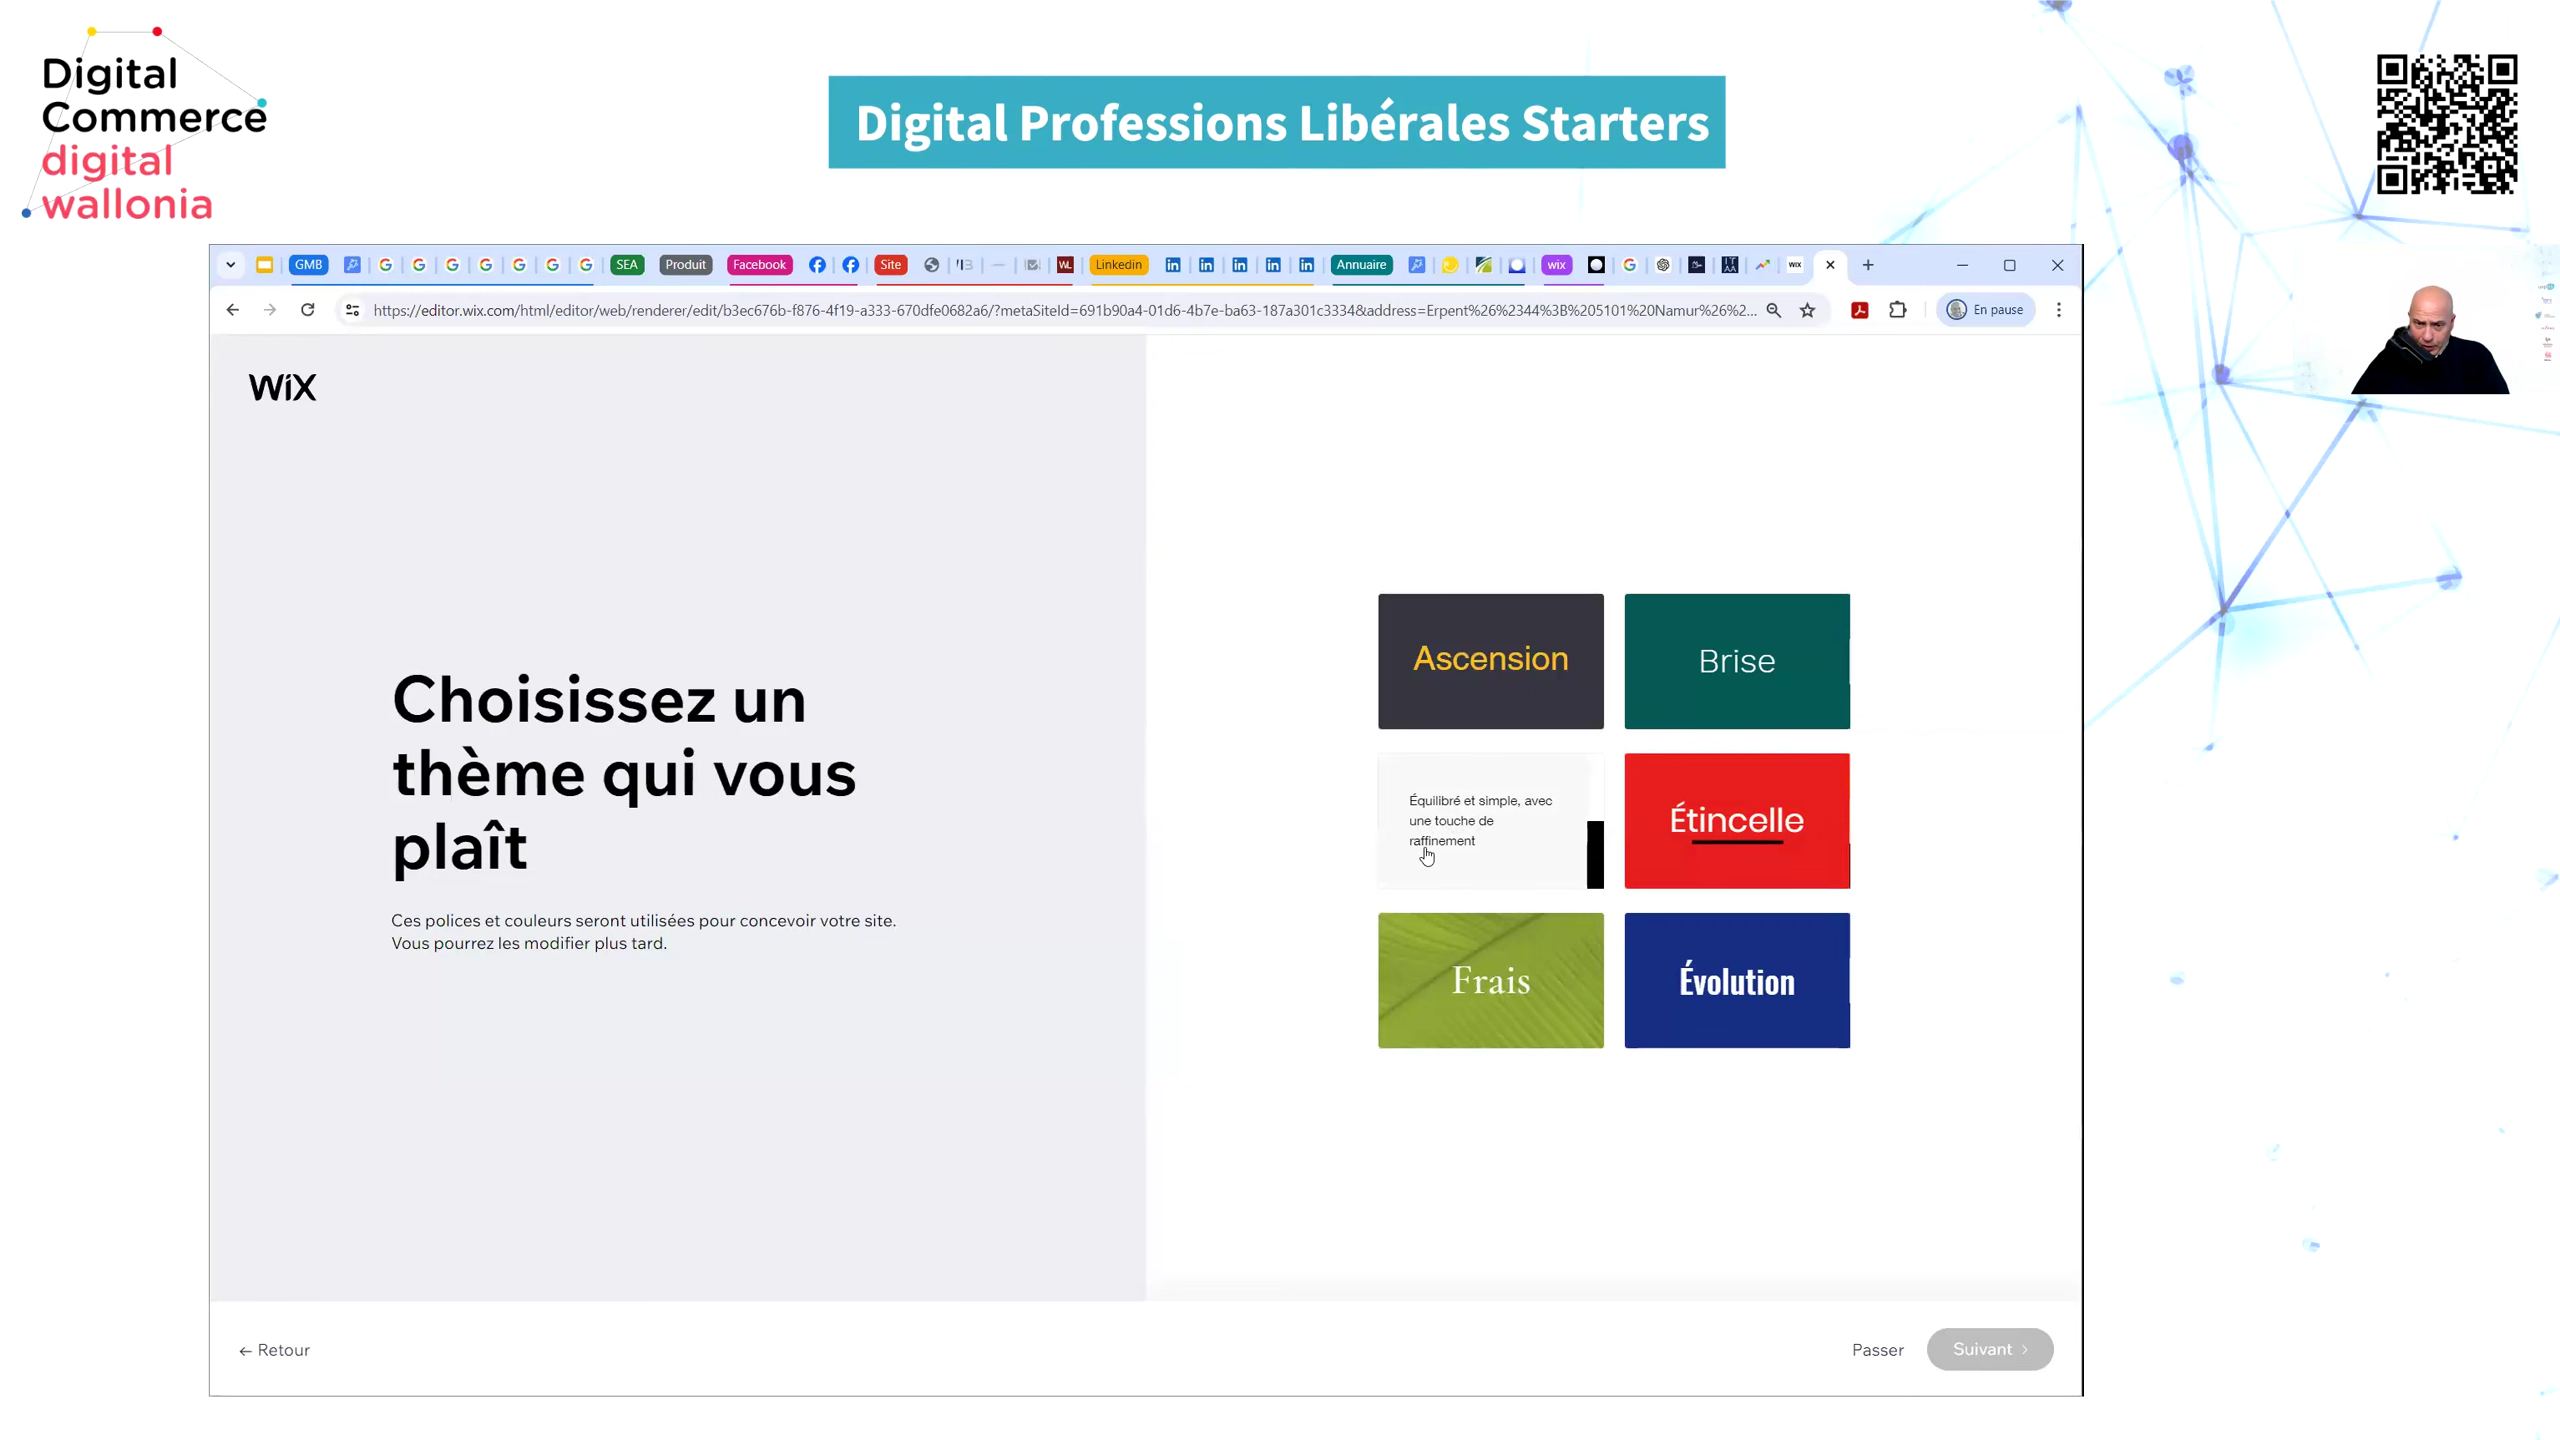 Digital
Commerce
digital
wallonia
Digital Professions Libérales Starters
GMB
SEA
Produit
Facebook
Site
WL
Linkedin
Annuaire
wix
WIX
https://editor.wix.com/html/editor/web/renderer/edit/b3ec676b-f876-4f19-a333-670dfe0682a6/?metaSiteId=691b90a4-01d6-4b7e-ba63-187a301c3334&address=Erpent%26%2344%3B%205101%20Namur%26%2...
En pause
WiX
Choisissez un
thème qui vous
plaît
Ces polices et couleurs seront utilisées pour concevoir votre site.
Vous pourrez les modifier plus tard.
Ascension
Brise
Équilibré et simple, avec
une touche de
raffinement
Étincelle
Frais
Évolution
← Retour
Passer
Suivant >